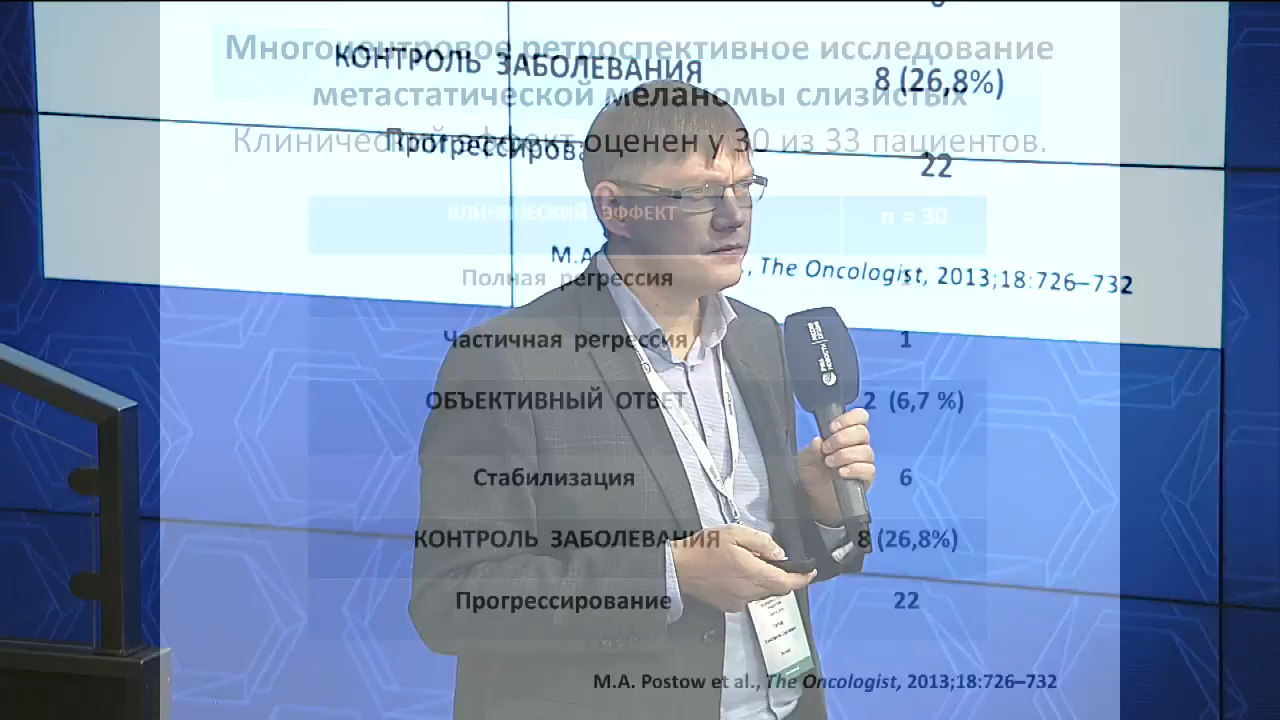 Многоцентровое ретроспективное исследование
метастатической меланомы слизистых
Клинический эффект оценен у 30 из 33 пациентов.
КЛИНИЧЕСКИЙ ЭФФЕКТ n = 30
Полная регрессия 1
Частичная регрессия 1
ОБЪЕКТИВНЫЙ ОТВЕТ 2 (6,7 %)
Стабилизация 6
КОНТРОЛЬ ЗАБОЛЕВАНИЯ 8 (26,8%)
Прогрессирование 22
M.A. Postow et al., The Oncologist, 2013;18:726–732
КОНТРОЛЬ ЗАБОЛЕВАНИЯ 8 (26,8%)
22
M.A. The Oncologist, 2013;18:726–732